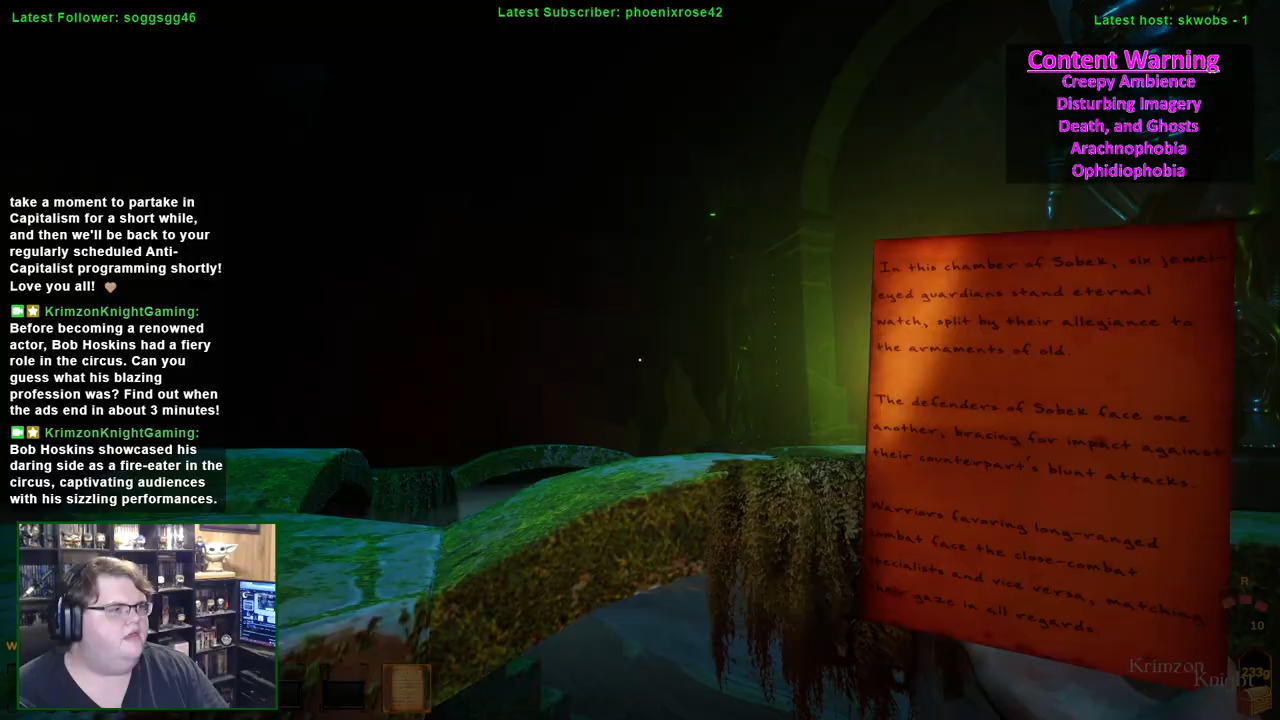 Latest Follower: soggsgg46
Latest Subscriber: phoenixrose42
Latest host: skwobs - 1
Content Warning
Creepy Ambience
Disturbing Imagery
Death, and Ghosts
Arachnophobia
Ophidiophobia
take a moment to partake in
Capitalism for a short while,
and then we'll be back to your
regularly scheduled Anti-
Capitalist programming shortly!
Love you all!
KrimzonKnightGaming:
Before becoming a renowned
actor, Bob Hoskins had a fiery
role in the circus. Can you
guess what his blazing
profession was? Find out when
the ads end in about 3 minutes!
KrimzonKnightGaming:
Bob Hoskins showcased his
daring side as a fire-eater in the
circus, captivating audiences
with his sizzling performances.
In this chamber of Sobek, six jewel-
eyed guardians stand eternal
watch, split by their allegiance to
the armaments of old.
The defenders of Sobek face one
another, bracing for impact against
their counterpart's blunt attacks.
Warriors favoring long-ranged
combat face the close-combat
specialists and vice versa, matching
their gaze in all regards.
R
10
233g
Krimzon
Knight